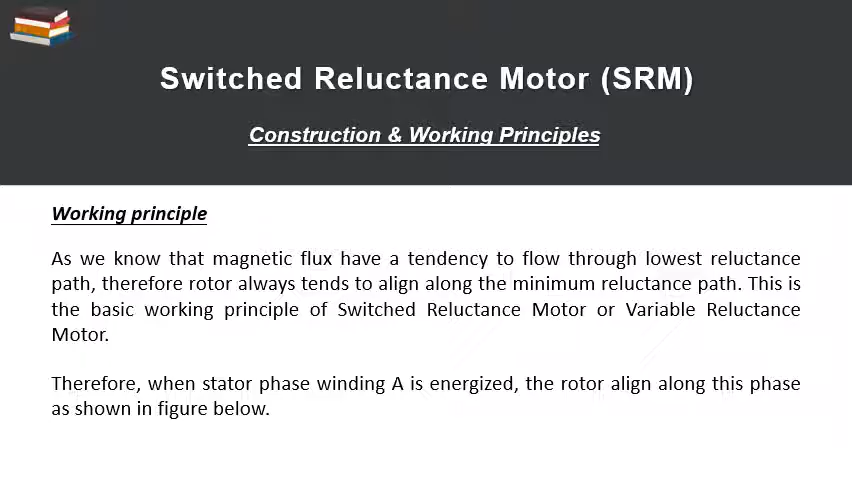 Switched Reluctance Motor (SRM)
Construction & Working Principles
Working principle
As we know that magnetic flux have a tendency to flow through lowest reluctance
path, therefore rotor always tends to align along the minimum reluctance path. This is
the basic working principle of Switched Reluctance Motor or Variable Reluctance
Motor.
Therefore, when stator phase winding A is energized, the rotor align along this phase
as shown in figure below.